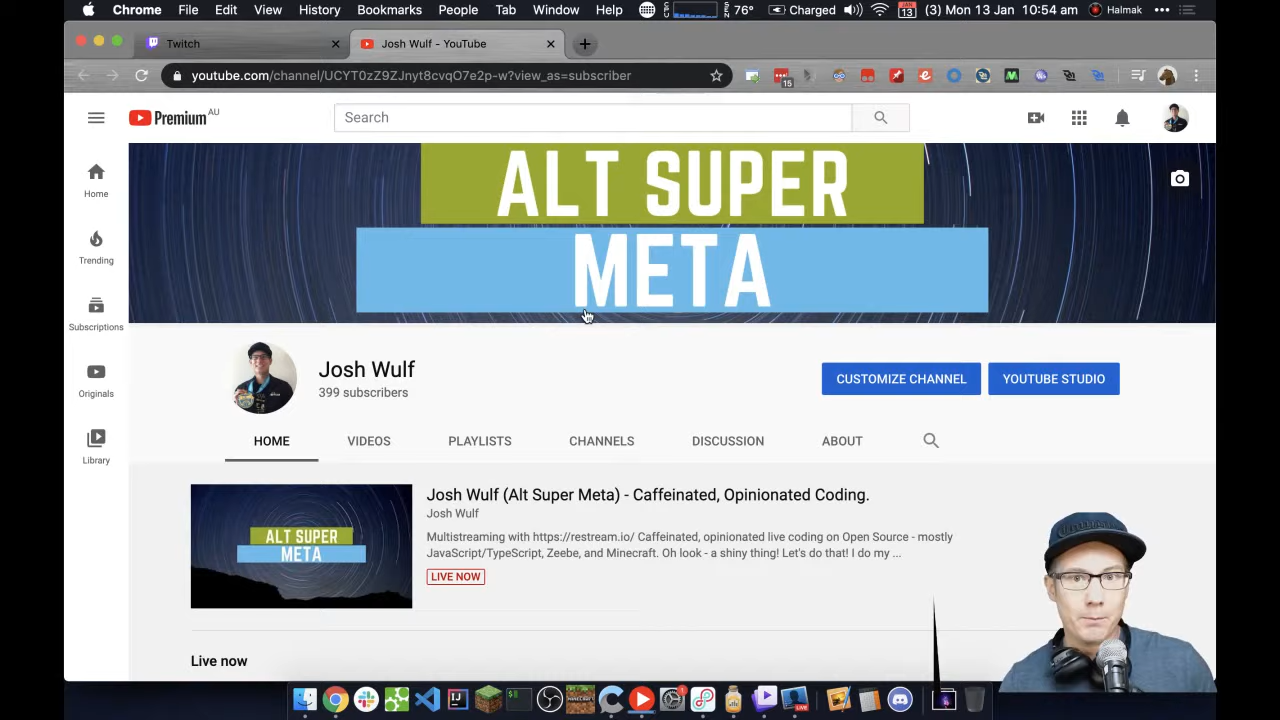 Chrome File Edit View History Bookmarks People Tab Window Help 76° Charged (3) Mon 13 Jan 10:54 am Halmak
JAN 13
Twitch
Josh Wulf - YouTube
youtube.com/channel/UCYT0zZ9ZJnyt8cvqO7e2p-w?view_as=subscriber
15
Premium AU
Search
Home
Trending
Subscriptions
Originals
Library
ALT SUPER
META
Josh Wulf
399 subscribers
CUSTOMIZE CHANNEL
YOUTUBE STUDIO
HOME VIDEOS PLAYLISTS CHANNELS DISCUSSION ABOUT
ALT SUPER
META
Josh Wulf (Alt Super Meta) - Caffeinated, Opinionated Coding.
Josh Wulf
Multistreaming with https://restream.io/ Caffeinated, opinionated live coding on Open Source - mostly
JavaScript/TypeScript, Zeebe, and Minecraft. Oh look - a shiny thing! Let's do that! I do my ...
LIVE NOW
Live now